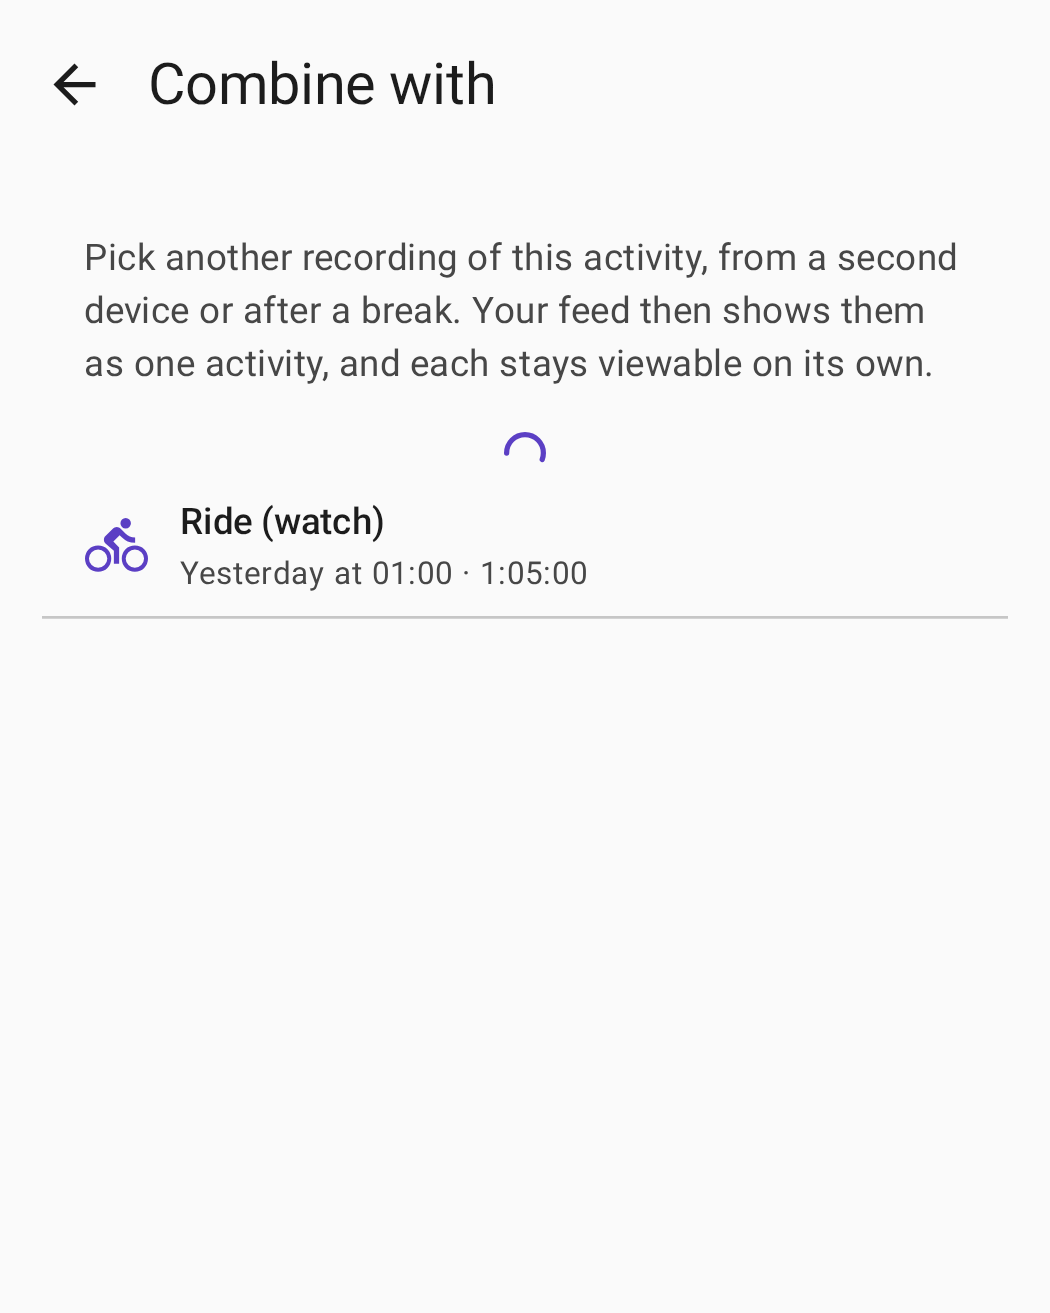 Combine with
Pick another recording of this activity, from a second
device or after a break. Your feed then shows them
as one activity, and each stays viewable on its own.
Ride (watch)
Yesterday at 01:00 · 1:05:00